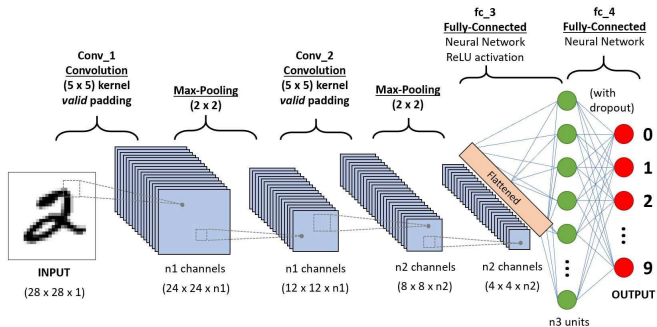 fc_3
Fully-Connected
Neural Network
ReLU activation
fc_4
Fully-Connected
Neural Network
Conv_1
Convolution
(5 x 5) kernel
valid padding
Max-Pooling
(2 x 2)
Conv_2
Convolution
(5 x 5) kernel
valid padding
Max-Pooling
(2 x 2)
(with
dropout)
Flattened
0
1
2
9
INPUT
(28 x 28 x 1)
n1 channels
(24 x 24 x n1)
n1 channels
(12 x 12 x n1)
n2 channels
(8 x 8 x n2)
n2 channels
(4 x 4 x n2)
OUTPUT
n3 units
2